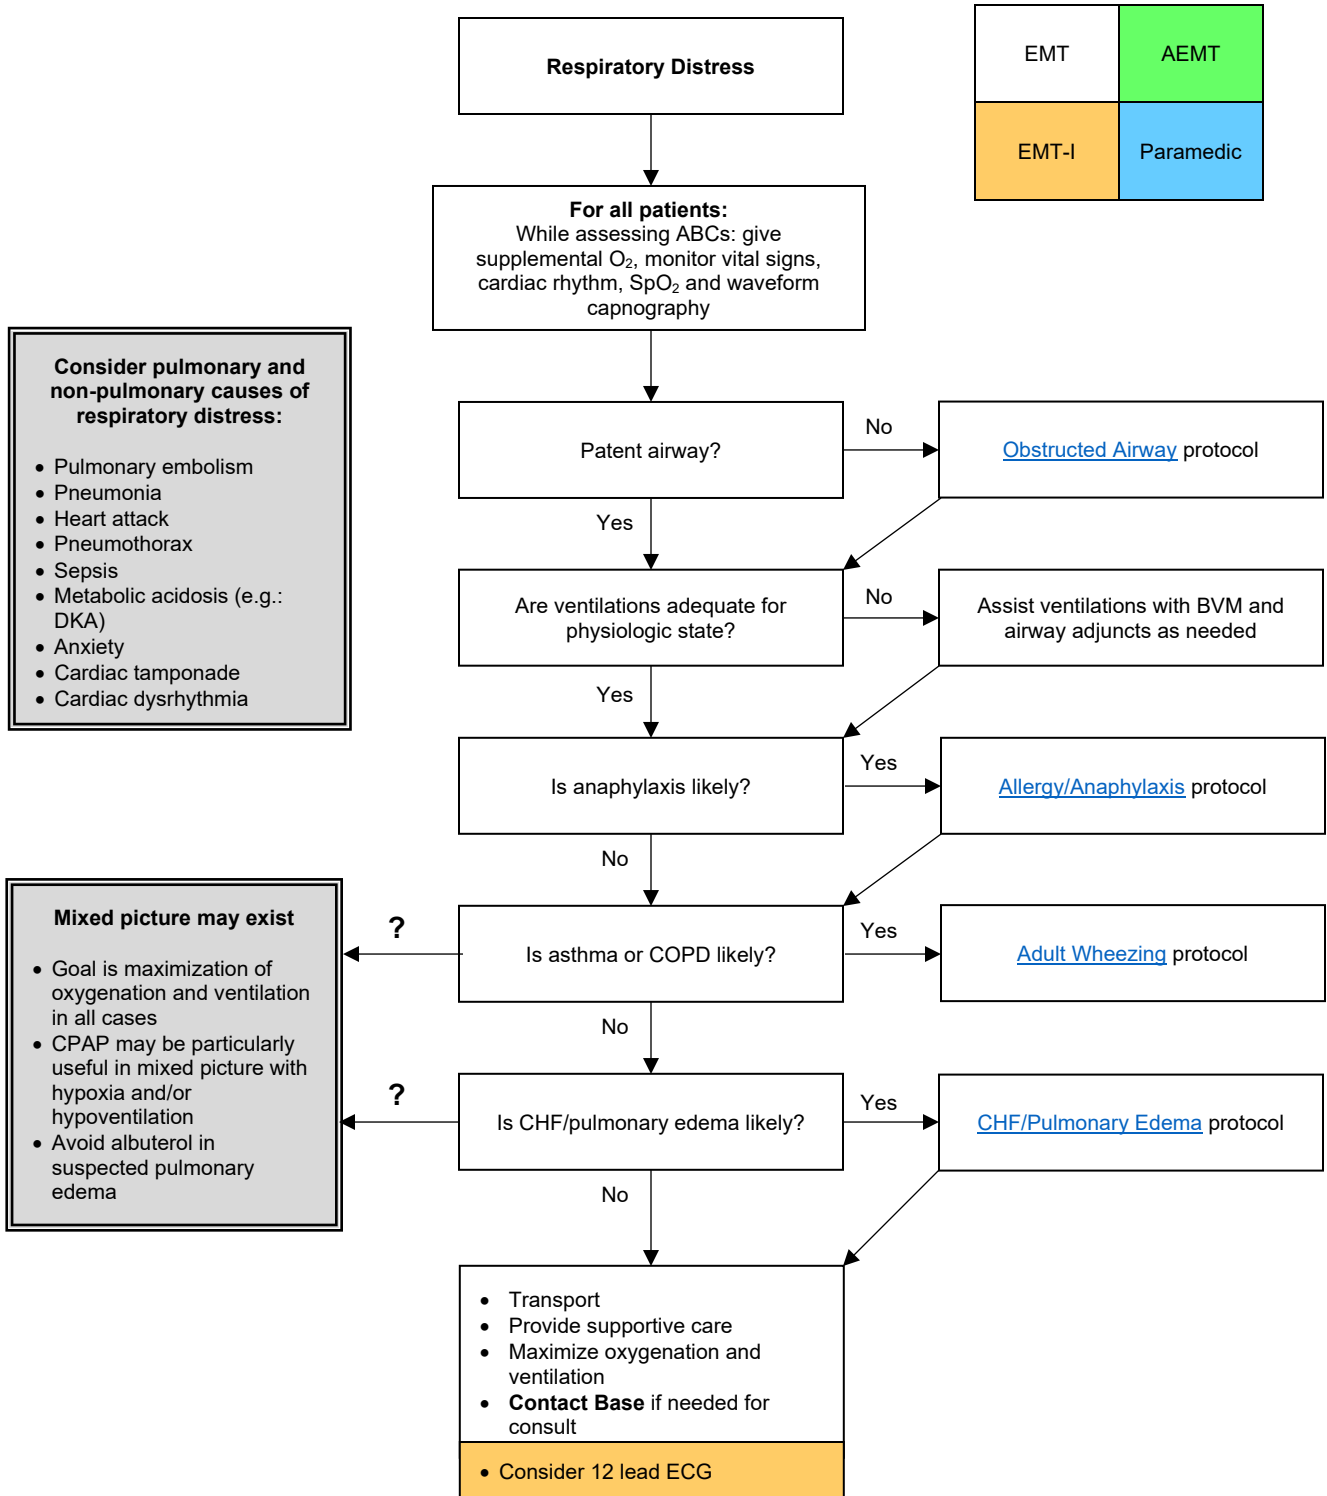 Respiratory Distress
EMT
AEMT
EMT-I
Paramedic
For all patients:
While assessing ABCs: give
supplemental O₂, monitor vital signs,
cardiac rhythm, SpO₂ and waveform
capnography
Consider pulmonary and
non-pulmonary causes of
respiratory distress:
• Pulmonary embolism
• Pneumonia
• Heart attack
• Pneumothorax
• Sepsis
• Metabolic acidosis (e.g.:
DKA)
• Anxiety
• Cardiac tamponade
• Cardiac dysrhythmia
Patent airway?
No
Obstructed Airway protocol
Yes
Are ventilations adequate for
physiologic state?
No
Assist ventilations with BVM and
airway adjuncts as needed
Yes
Is anaphylaxis likely?
Yes
Allergy/Anaphylaxis protocol
No
Mixed picture may exist
• Goal is maximization of
oxygenation and ventilation
in all cases
• CPAP may be particularly
useful in mixed picture with
hypoxia and/or
hypoventilation
• Avoid albuterol in
suspected pulmonary
edema
?
Is asthma or COPD likely?
Yes
Adult Wheezing protocol
No
?
Is CHF/pulmonary edema likely?
Yes
CHF/Pulmonary Edema protocol
No
• Transport
• Provide supportive care
• Maximize oxygenation and
ventilation
• Contact Base if needed for
consult
• Consider 12 lead ECG